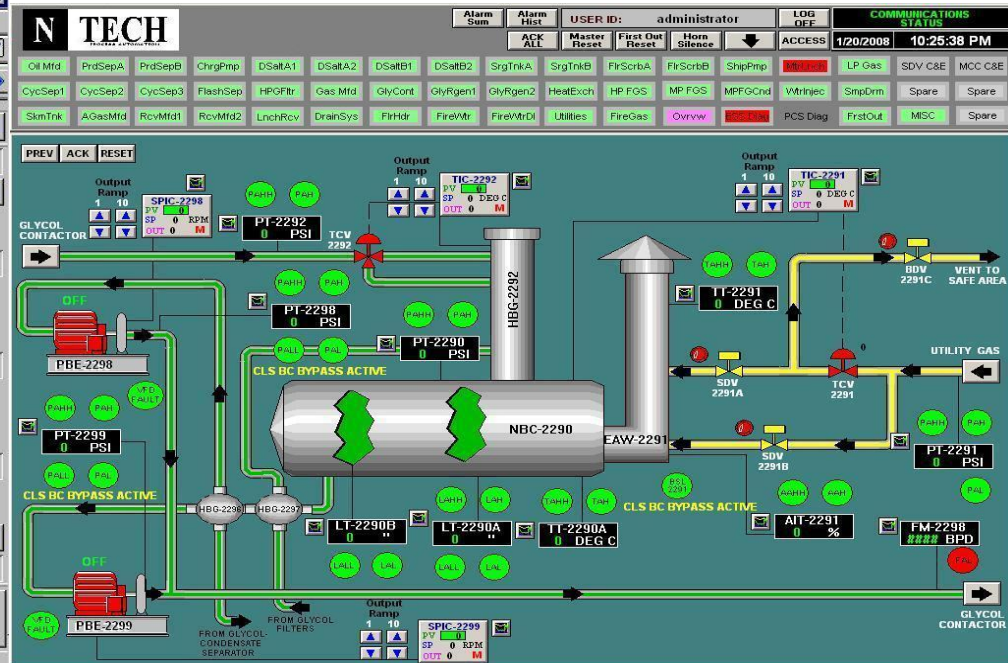 N TECH
PROCESS AUTOMATION
Alarm Sum
Alarm Hist
USER ID: administrator
LOG OFF
COMMUNICATIONS STATUS
ACK ALL
Master Reset
First Out Reset
Horn Silence
ACCESS
1/20/2008
10:25:38 PM
Oil Mfd PrdSepA PrdSepB ChrgPmp DSaltA1 DSaltA2 DSaltB1 DSaltB2 SrgTnkA SrgTnkB FlrScrbA FlrScrbB ShipPmp LP Gas SDV C&E MCC C&E
CycSep1 CycSep2 CycSep3 FlashSep HPGFltr Gas Mfd GlyCont GlyRgen1 GlyRgen2 HeatExch HP FGS MP FGS MPFGCnd WtrInjec SmpDrm Spare Spare
SkmTnk AGasMfd RcvMfd1 RcvMfd2 LnchRcv DrainSys FlrHdr FireWtr FireWtrDl Utilities FireGas Ovrvw PCS Diag FrstOut MISC Spare
PREV ACK RESET
Output Ramp
1 10
SPIC-2298
PV 0
SP 0 RPM
OUT 0 M
PAHH PAH
PT-2292
0 PSI
Output Ramp
1 10
TIC-2292
PV 0
SP 0 DEG C
OUT 0 M
TCV 2292
Output Ramp
1 10
TIC-2291
PV 0
SP 0 DEG C
OUT 0 M
GLYCOL CONTACTOR
HBG-2292
TAHH TAH
TT-2291
0 DEG C
0
BDV 2291C
VENT TO SAFE AREA
OFF
PBE-2298
PAHH PAH
PT-2298
0 PSI
PAHH PAH
PT-2290
0 PSI
PALL PAL
CLS BC BYPASS ACTIVE
0
SDV 2291A
0
TCV 2291
UTILITY GAS
VFD FAULT
PAHH PAH
PT-2299
0 PSI
PALL PAL
CLS BC BYPASS ACTIVE
NBC-2290
EAW-2291
0
SDV 2291B
PAHH PAH
PT-2291
0 PSI
PAL
HBG-2296
HBG-2297
LT-2290B
0 "
LALL LAL
LAHH LAH
LT-2290A
0 "
LALL LAL
TAHH TAH
TT-2290A
0 DEG C
BSL 2291
CLS BC BYPASS ACTIVE
AAHH AAH
AIT-2291
0 %
FM-2298
#### BPD
PAL
OFF
PBE-2299
VFD FAULT
FROM GLYCOL-CONDENSATE SEPARATOR
FROM GLYCOL FILTERS
Output Ramp
1 10
SPIC-2299
PV 0
SP 0 RPM
OUT 0 M
GLYCOL CONTACTOR